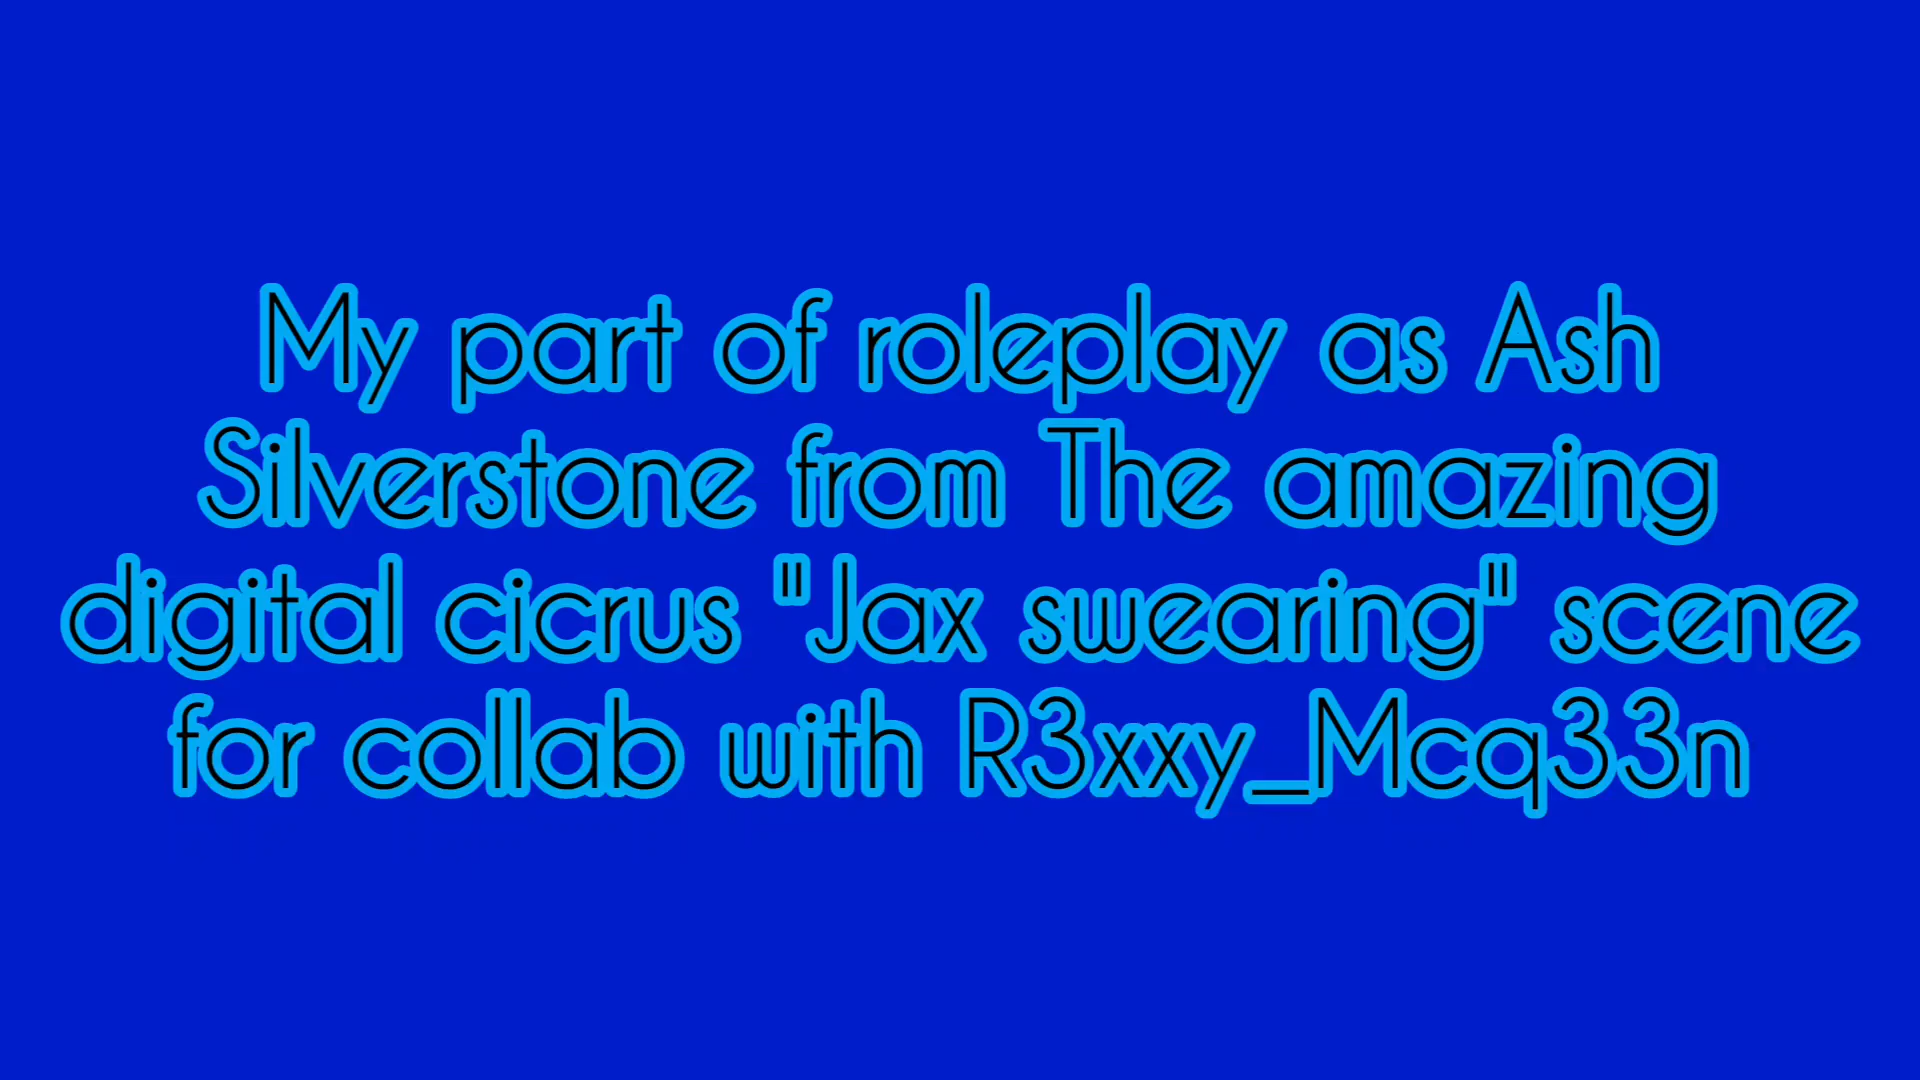 My part of roleplay as Ash
Silverstone from The amazing
digital cicrus "Jax swearing" scene
for collab with R3xxy_Mcq33n